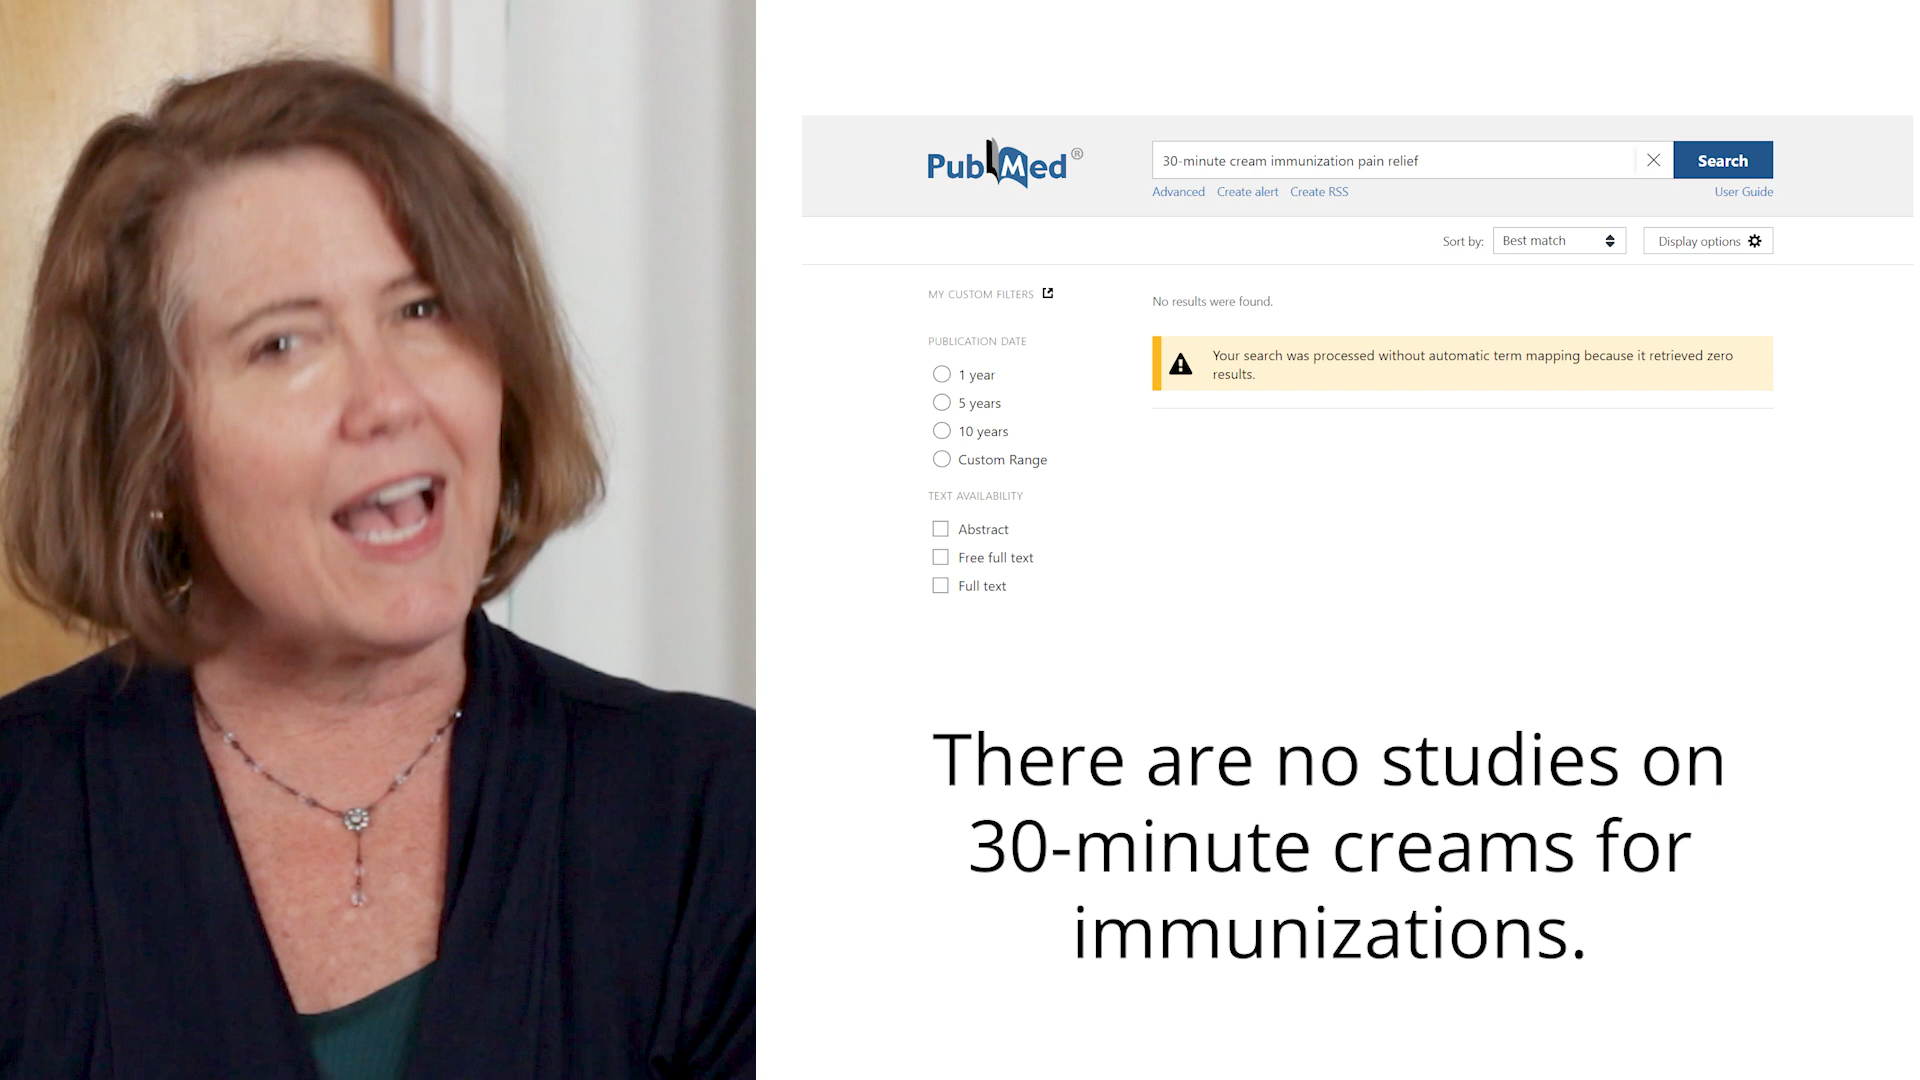 PubMed®
30-minute cream immunization pain relief
Search
Advanced Create alert Create RSS
User Guide
Sort by: Best match
Display options
MY CUSTOM FILTERS
No results were found.
PUBLICATION DATE
1 year
5 years
10 years
Custom Range
Your search was processed without automatic term mapping because it retrieved zero
results.
TEXT AVAILABILITY
Abstract
Free full text
Full text
There are no studies on
30-minute creams for
immunizations.